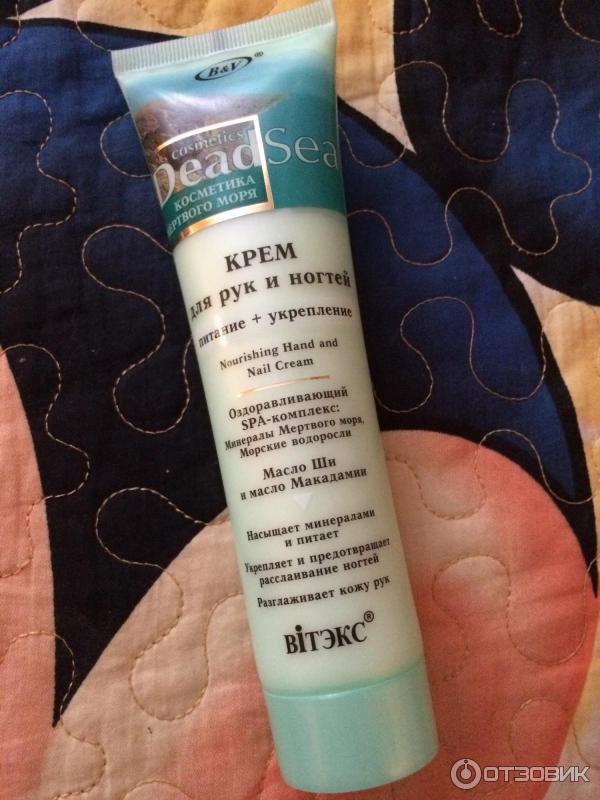 B&V®
cosmetics
DeadSea
КОСМЕТИКА
МЕРТВОГО МОРЯ
КРЕМ
для рук и ногтей
питание + укрепление
Nourishing Hand and
Nail Cream
Оздоравливающий
SPA-комплекс:
Минералы Мертвого моря,
Морские водоросли
Масло Ши
и масло Макадамии
Насыщает минералами
и питает
Укрепляет и предотвращает
расслаивание ногтей
Разглаживает кожу рук
ВIТЭКС®
ОТЗОВИК